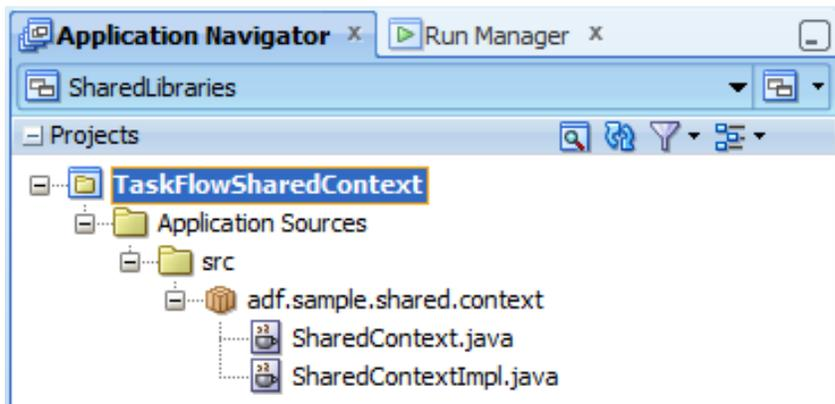 Application Navigator x Run Manager x
SharedLibraries
Projects
TaskFlowSharedContext
Application Sources
src
adf.sample.shared.context
SharedContext.java
SharedContextImpl.java